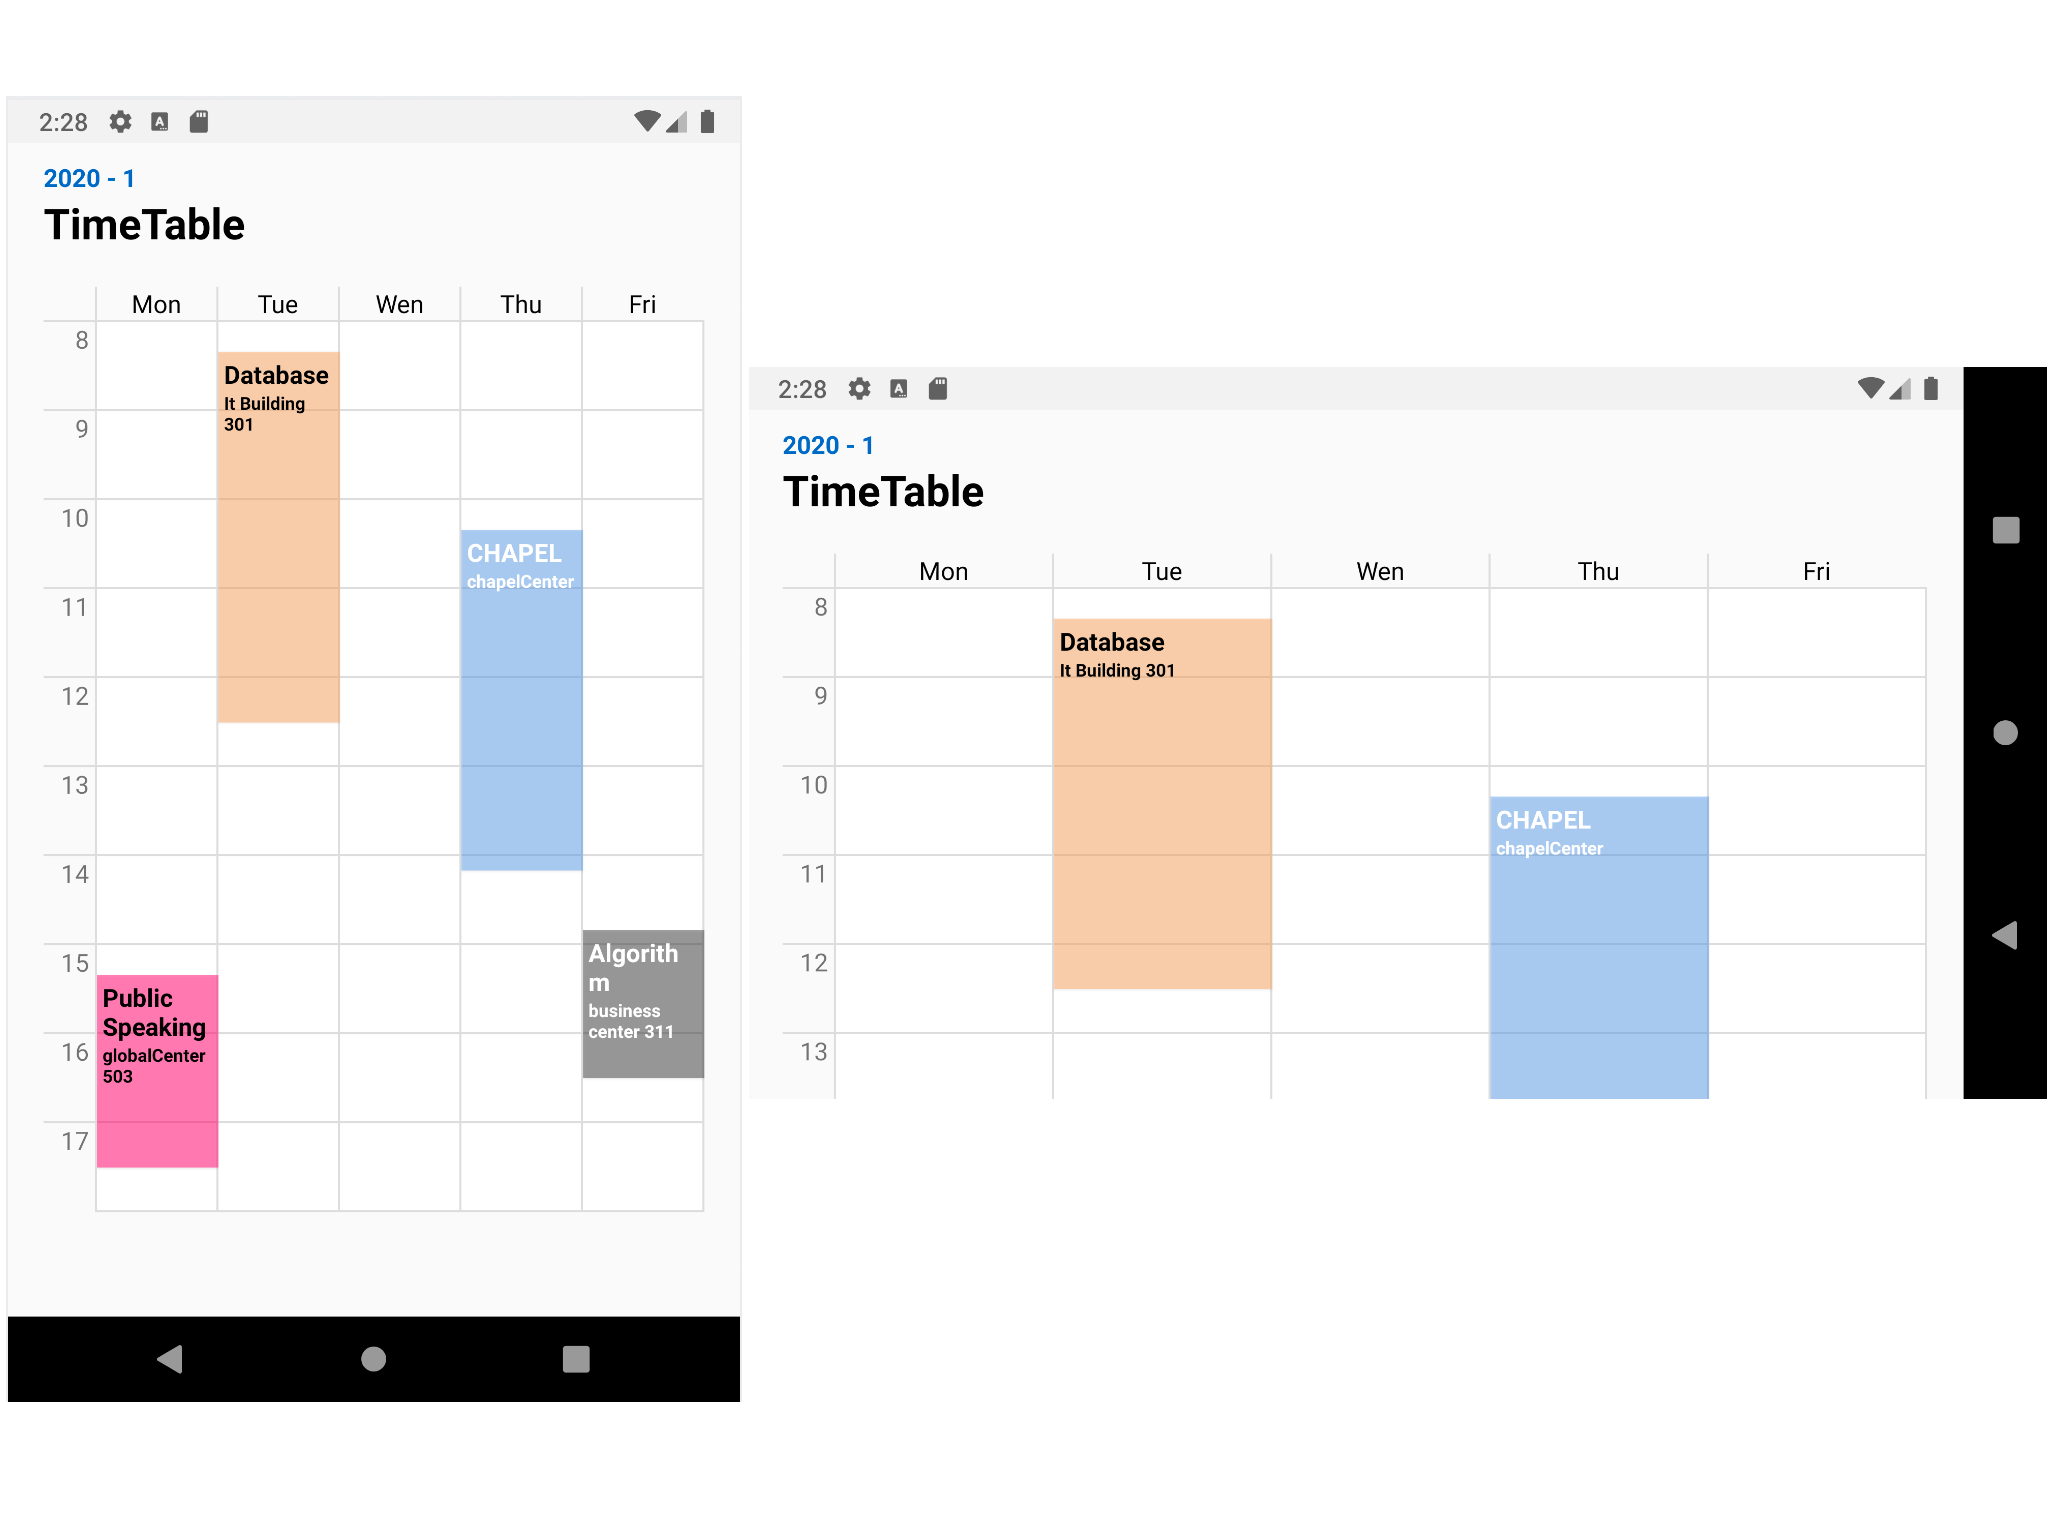 2:28
2020 - 1
TimeTable
Mon Tue Wen Thu Fri
8
Database
It Building
301
9
10
CHAPEL
chapelCenter
11
12
13
14
Algorith
m
business
center 311
15
Public
Speaking
globalCenter
503
16
17
2:28
2020 - 1
TimeTable
Mon Tue Wen Thu Fri
8
Database
It Building 301
9
10
CHAPEL
chapelCenter
11
12
13